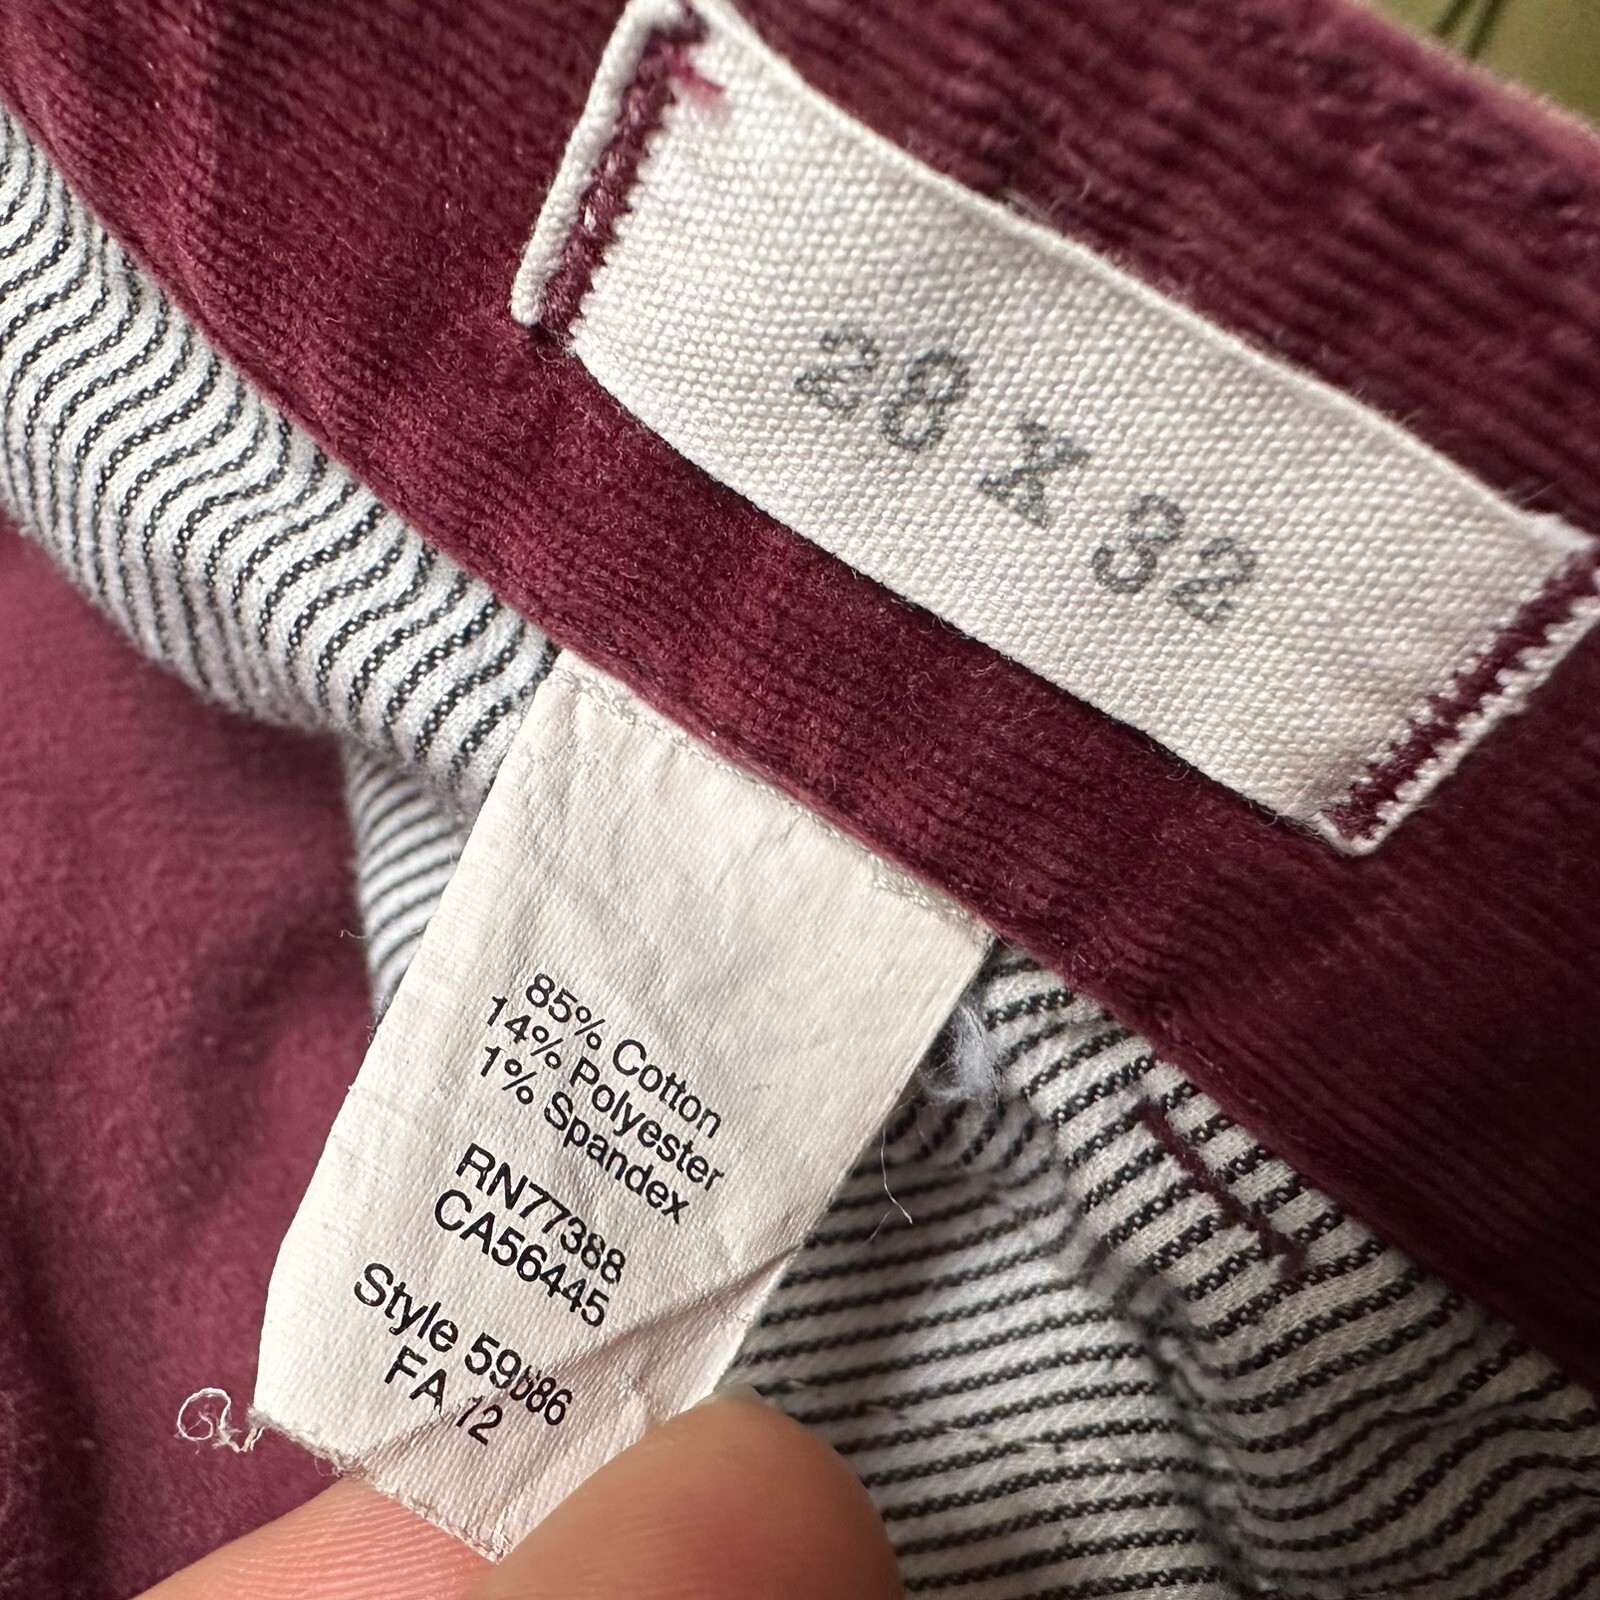 28 X 32
85% Cotton
14% Polyester
1% Spandex
RN77388
CA56445
Style 59686
FA 12